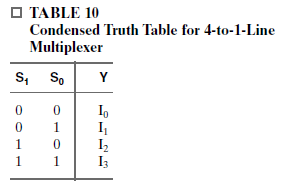 □ TABLE 10
Condensed Truth Table for 4-to-1-Line
Multiplexer
S₁ S₀ Y
0 0 I₀
0 1 I₁
1 0 I₂
1 1 I₃